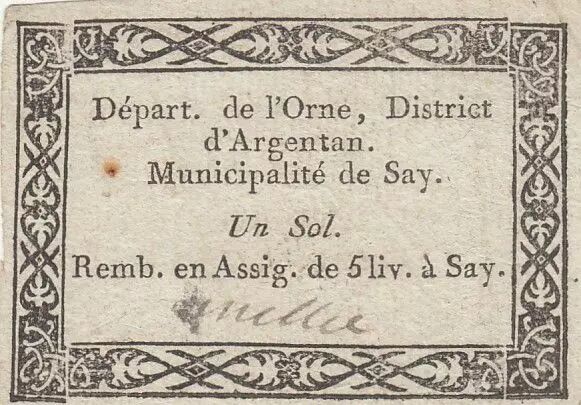 Départ. de l'Orne, District
d'Argentan.
Municipalité de Say.
Un Sol.
Remb. en Assig. de 5 liv. à Say.